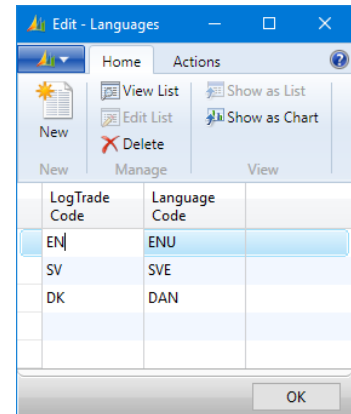 Edit - Languages
Home Actions
New
View List
Edit List
Delete
Show as List
Show as Chart
New Manage View
LogTrade Code Language Code
EN ENU
SV SVE
DK DAN
OK